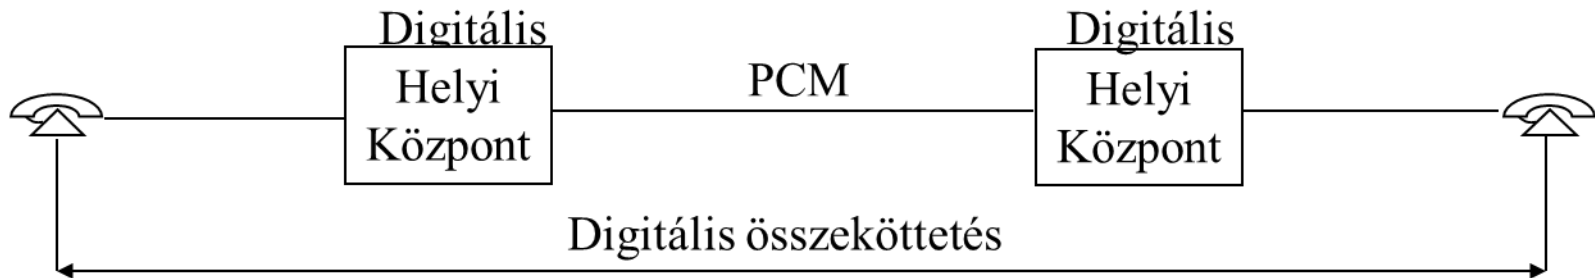 Digitális
Helyi
Központ
PCM
Digitális
Helyi
Központ
Digitális összeköttetés